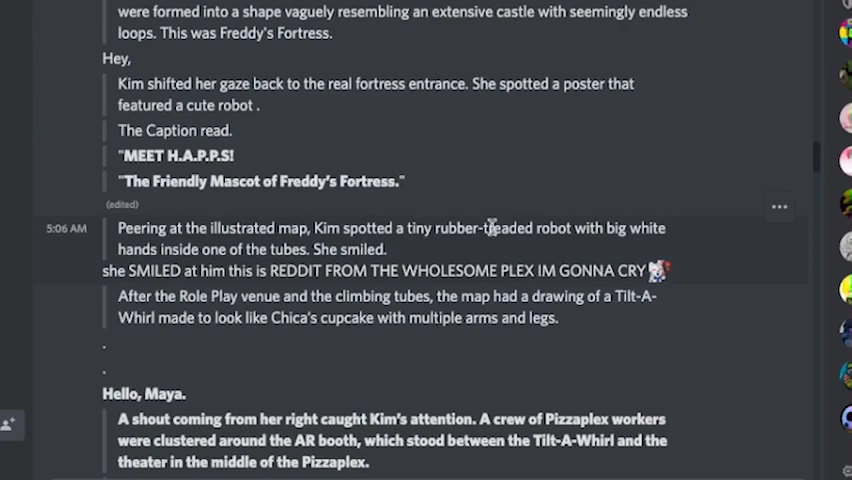 were formed into a shape vaguely resembling an extensive castle with seemingly endless
loops. This was Freddy's Fortress.
Hey,
Kim shifted her gaze back to the real fortress entrance. She spotted a poster that
featured a cute robot .
The Caption read.
"MEET H.A.P.P.S!
"The Friendly Mascot of Freddy's Fortress."
(edited)
5:06 AM
Peering at the illustrated map, Kim spotted a tiny rubber-treaded robot with big white
hands inside one of the tubes. She smiled.
she SMILED at him this is REDDIT FROM THE WHOLESOME PLEX IM GONNA CRY
After the Role Play venue and the climbing tubes, the map had a drawing of a Tilt-A-
Whirl made to look like Chica's cupcake with multiple arms and legs.
.
.
Hello, Maya.
A shout coming from her right caught Kim's attention. A crew of Pizzaplex workers
were clustered around the AR booth, which stood between the Tilt-A-Whirl and the
theater in the middle of the Pizzaplex.